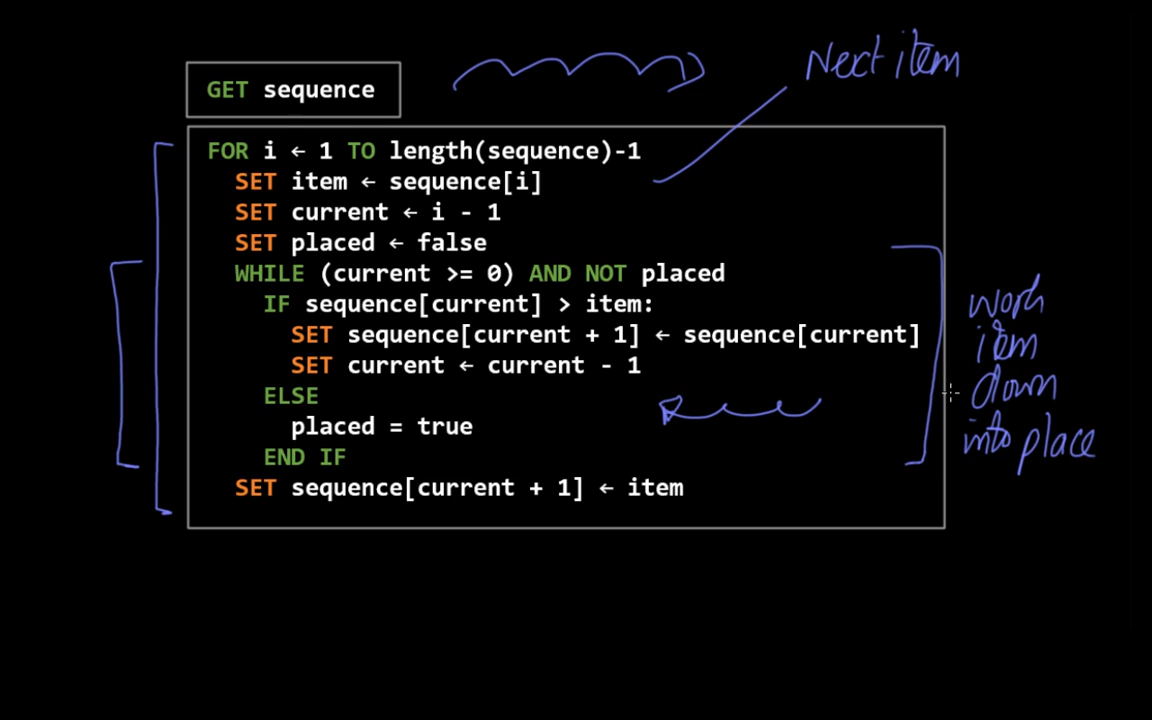 Next item
GET sequence
FOR i ← 1 TO length(sequence)-1
SET item ← sequence[i]
SET current ← i - 1
SET placed ← false
WHILE (current >= 0) AND NOT placed
IF sequence[current] > item:
SET sequence[current + 1] ← sequence[current]
SET current ← current - 1
ELSE
placed = true
END IF
SET sequence[current + 1] ← item
work
item
down
into place